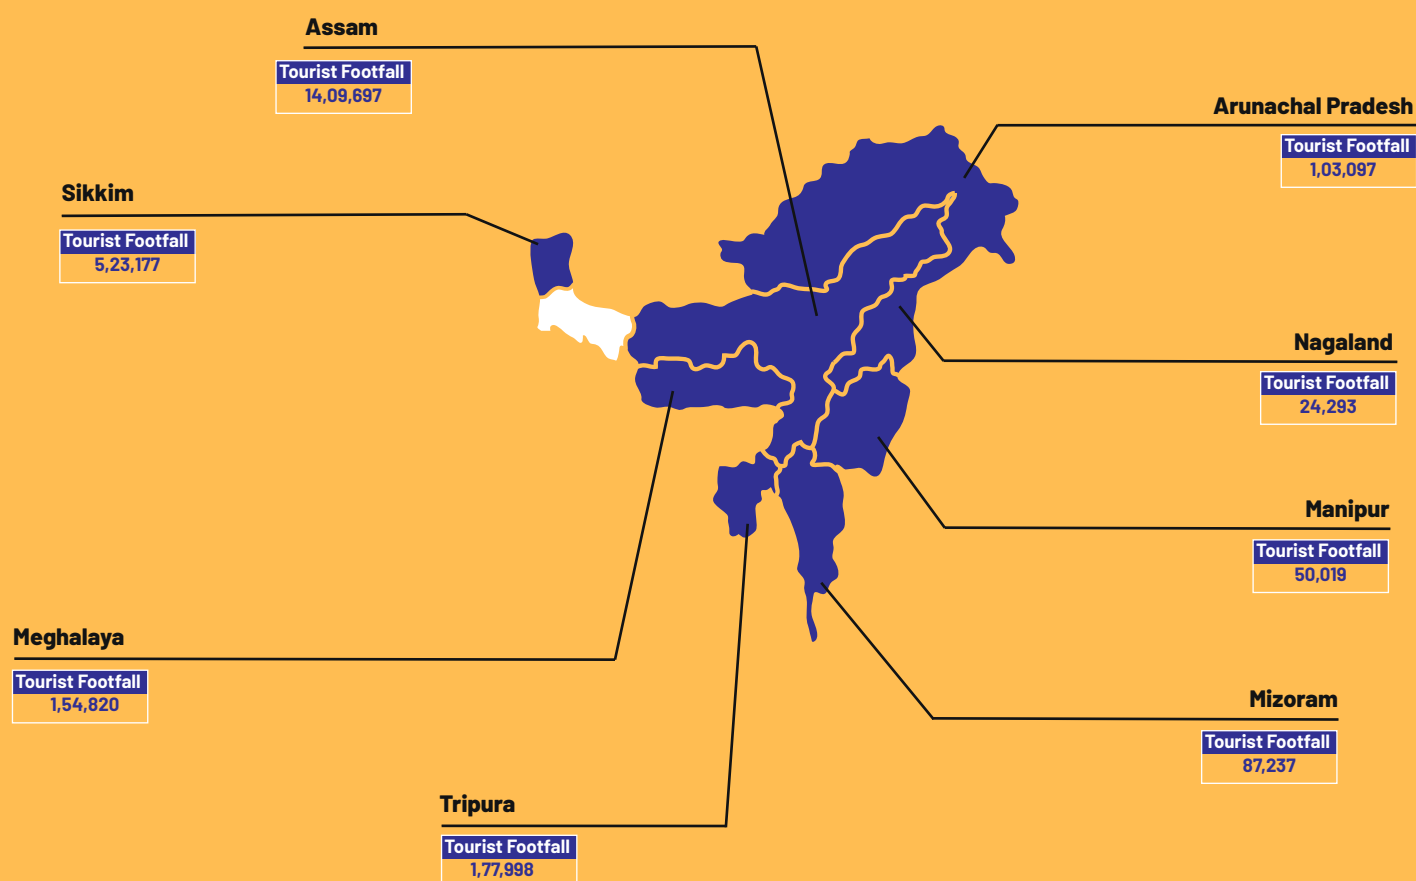 Assam
Tourist Footfall
14,09,697
Arunachal Pradesh
Tourist Footfall
1,03,097
Sikkim
Tourist Footfall
5,23,177
Nagaland
Tourist Footfall
24,293
Manipur
Tourist Footfall
50,019
Meghalaya
Tourist Footfall
1,54,820
Mizoram
Tourist Footfall
87,237
Tripura
Tourist Footfall
1,77,998